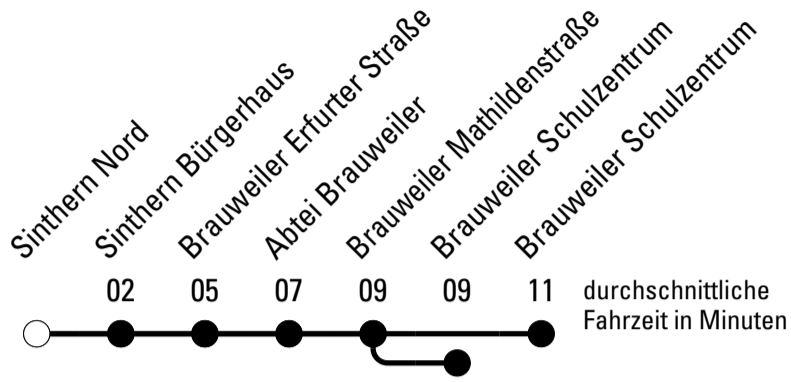 Sinthern Nord
Sinthern Bürgerhaus
Brauweiler Erfurter Straße
Abtei Brauweiler
Brauweiler Mathildenstraße
Brauweiler Schulzentrum
Brauweiler Schulzentrum
02 05 07 09 09 11
durchschnittliche
Fahrzeit in Minuten